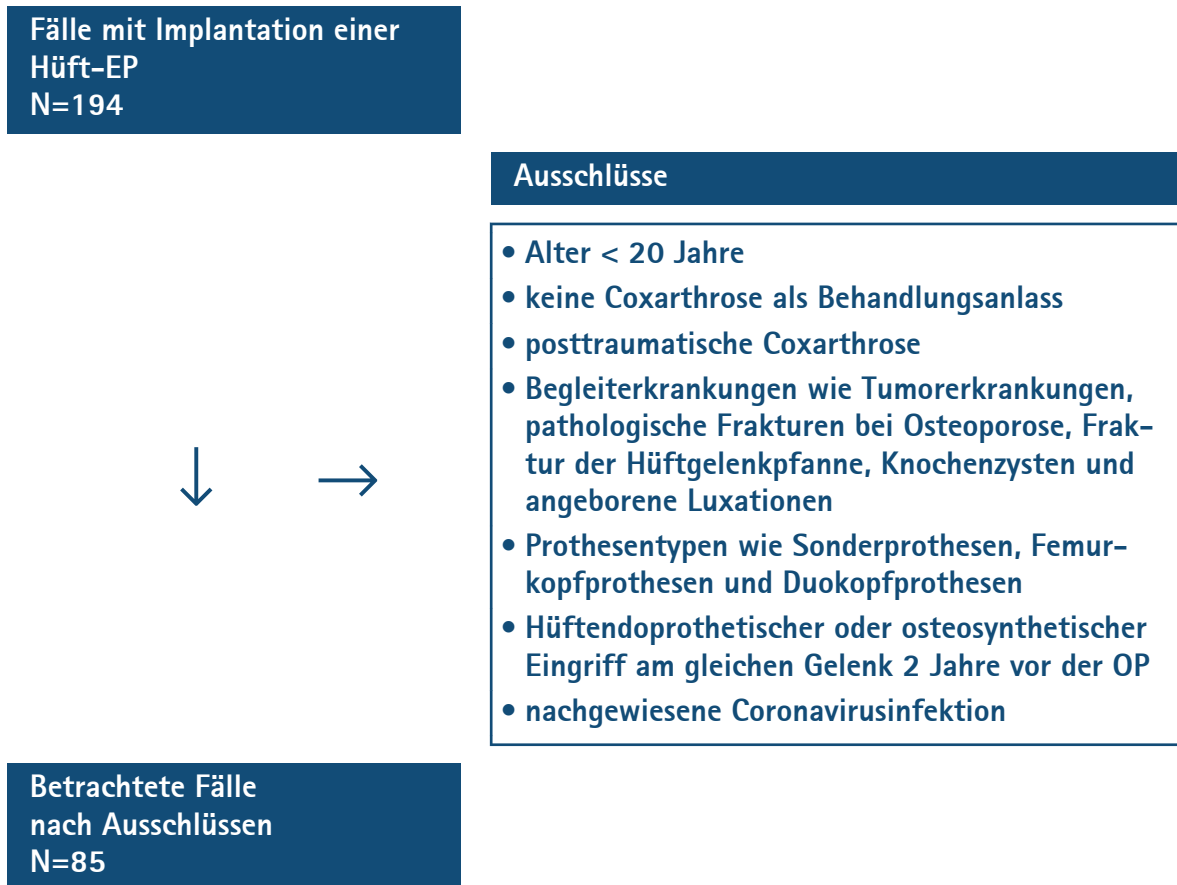 Fälle mit Implantation einer
Hüft-EP
N=194
Ausschlüsse
• Alter < 20 Jahre
• keine Coxarthrose als Behandlungsanlass
• posttraumatische Coxarthrose
• Begleiterkrankungen wie Tumorerkrankungen,
pathologische Frakturen bei Osteoporose, Frak-
tur der Hüftgelenkpfanne, Knochenzysten und
angeborene Luxationen
• Prothesentypen wie Sonderprothesen, Femur-
kopfprothesen und Duokopfprothesen
• Hüftendoprothetischer oder osteosynthetischer
Eingriff am gleichen Gelenk 2 Jahre vor der OP
• nachgewiesene Coronavirusinfektion
Betrachtete Fälle
nach Ausschlüssen
N=85